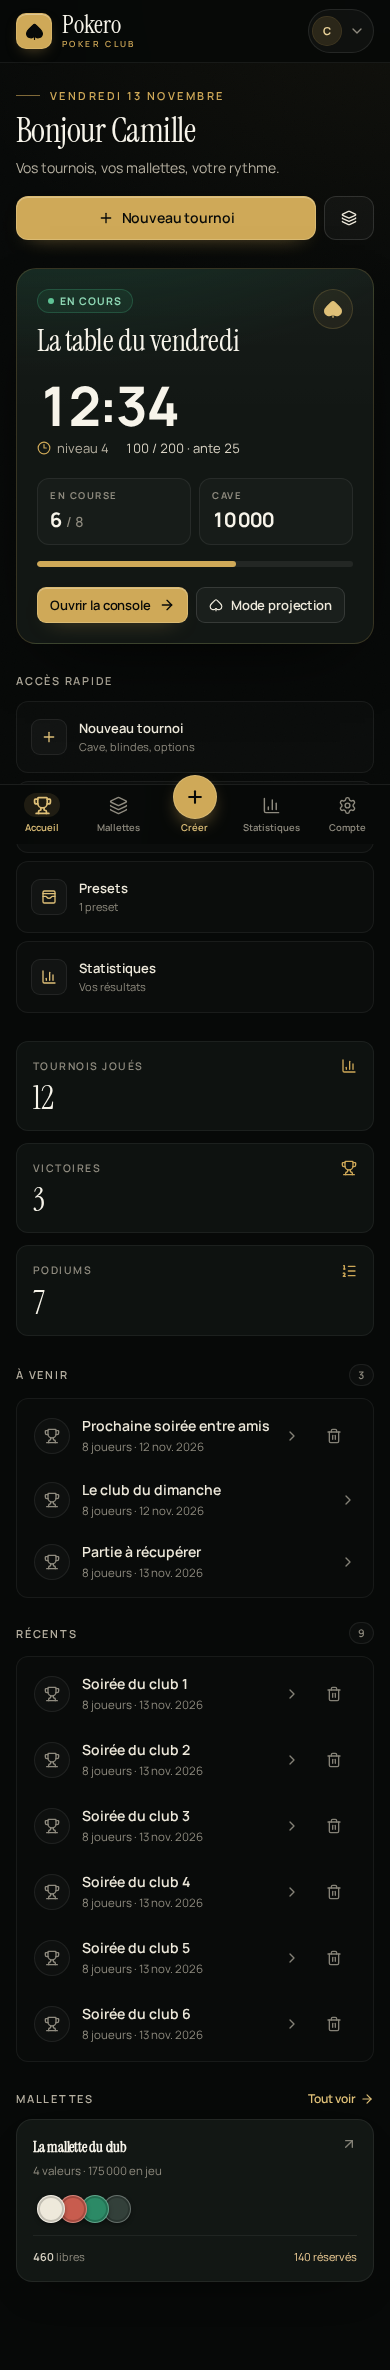 Pokero
POKER CLUB
C
VENDREDI 13 NOVEMBRE
Bonjour Camille
Vos tournois, vos mallettes, votre rythme.
Nouveau tournoi
EN COURS
La table du vendredi
12:34
niveau 4 100 / 200 · ante 25
EN COURSE
6 / 8
CAVE
10 000
Ouvrir la console
Mode projection
ACCÈS RAPIDE
Nouveau tournoi
Cave, blindes, options
Accueil
Mallettes
Créer
Statistiques
Compte
Presets
1 preset
Statistiques
Vos résultats
TOURNOIS JOUÉS
12
VICTOIRES
3
PODIUMS
7
À VENIR
3
Prochaine soirée entre amis
8 joueurs · 12 nov. 2026
Le club du dimanche
8 joueurs · 12 nov. 2026
Partie à récupérer
8 joueurs · 13 nov. 2026
RÉCENTS
9
Soirée du club 1
8 joueurs · 13 nov. 2026
Soirée du club 2
8 joueurs · 13 nov. 2026
Soirée du club 3
8 joueurs · 13 nov. 2026
Soirée du club 4
8 joueurs · 13 nov. 2026
Soirée du club 5
8 joueurs · 13 nov. 2026
Soirée du club 6
8 joueurs · 13 nov. 2026
MALLETTES
Tout voir
La mallette du club
4 valeurs · 175 000 en jeu
460 libres
140 réservés